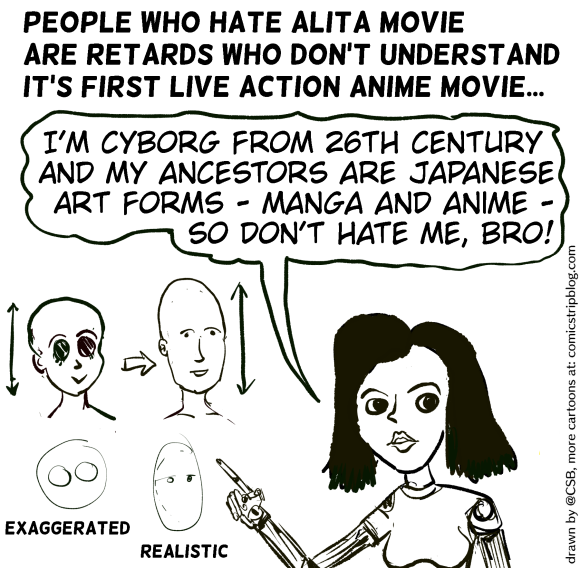 PEOPLE WHO HATE ALITA MOVIE
ARE RETARDS WHO DON'T UNDERSTAND
IT'S FIRST LIVE ACTION ANIME MOVIE...
I'M CYBORG FROM 26TH CENTURY
AND MY ANCESTORS ARE JAPANESE
ART FORMS - MANGA AND ANIME -
SO DON'T HATE ME, BRO!
EXAGGERATED
REALISTIC
drawn by @CSB, more cartoons at: comicstripblog.com